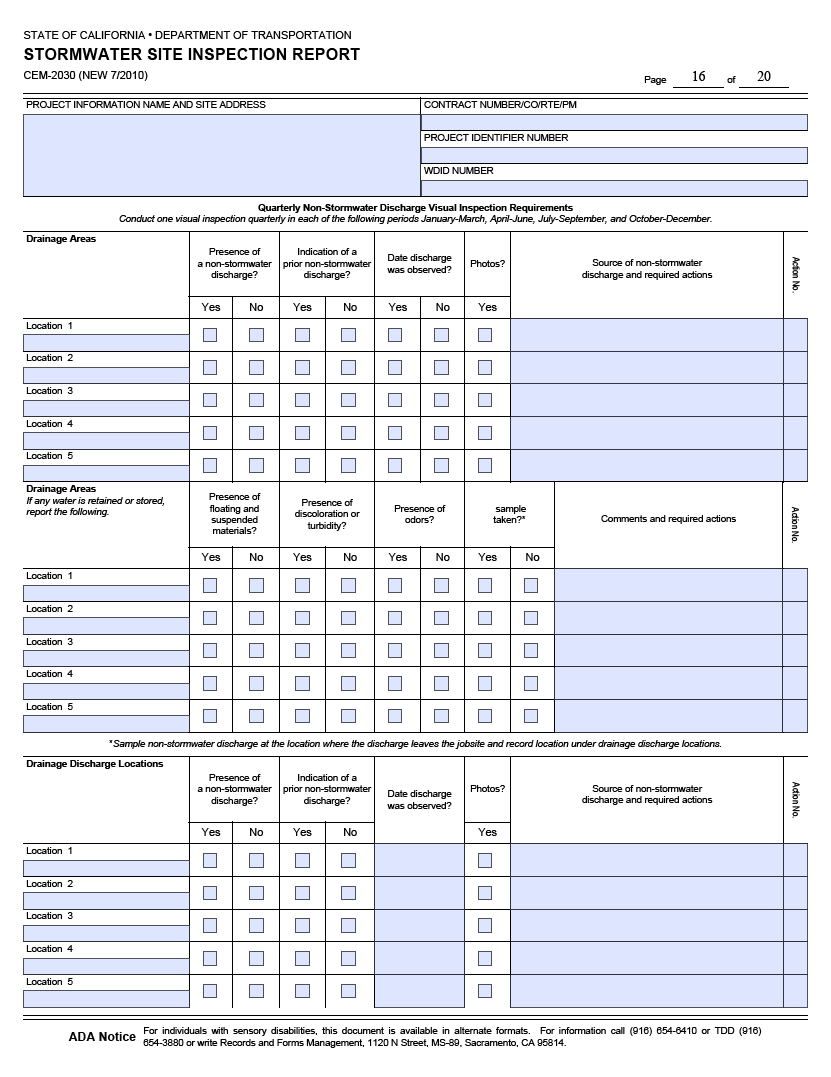 STATE OF CALIFORNIA • DEPARTMENT OF TRANSPORTATION
STORMWATER SITE INSPECTION REPORT
CEM-2030 (NEW 7/2010)
Page 16 of 20
PROJECT INFORMATION NAME AND SITE ADDRESS
CONTRACT NUMBER/CO/RTE/PM
PROJECT IDENTIFIER NUMBER
WDID NUMBER
Quarterly Non-Stormwater Discharge Visual Inspection Requirements
Conduct one visual inspection quarterly in each of the following periods January-March, April-June, July-September, and October-December.
Drainage Areas
Presence of
a non-stormwater
discharge?
Indication of a
prior non-stormwater
discharge?
Date discharge
was observed?
Photos?
Source of non-stormwater
discharge and required actions
Action No.
Yes No Yes No Yes No Yes
Location 1
Location 2
Location 3
Location 4
Location 5
Drainage Areas
If any water is retained or stored,
report the following.
Presence of
floating and
suspended
materials?
Presence of
discoloration or
turbidity?
Presence of
odors?
sample
taken?*
Comments and required actions
Action No.
Yes No Yes No Yes No Yes No
Location 1
Location 2
Location 3
Location 4
Location 5
*Sample non-stormwater discharge at the location where the discharge leaves the jobsite and record location under drainage discharge locations.
Drainage Discharge Locations
Presence of
a non-stormwater
discharge?
Indication of a
prior non-stormwater
discharge?
Date discharge
was observed?
Photos?
Source of non-stormwater
discharge and required actions
Action No.
Yes No Yes No Yes
Location 1
Location 2
Location 3
Location 4
Location 5
ADA Notice
For individuals with sensory disabilities, this document is available in alternate formats. For information call (916) 654-6410 or TDD (916)
654-3880 or write Records and Forms Management, 1120 N Street, MS-89, Sacramento, CA 95814.